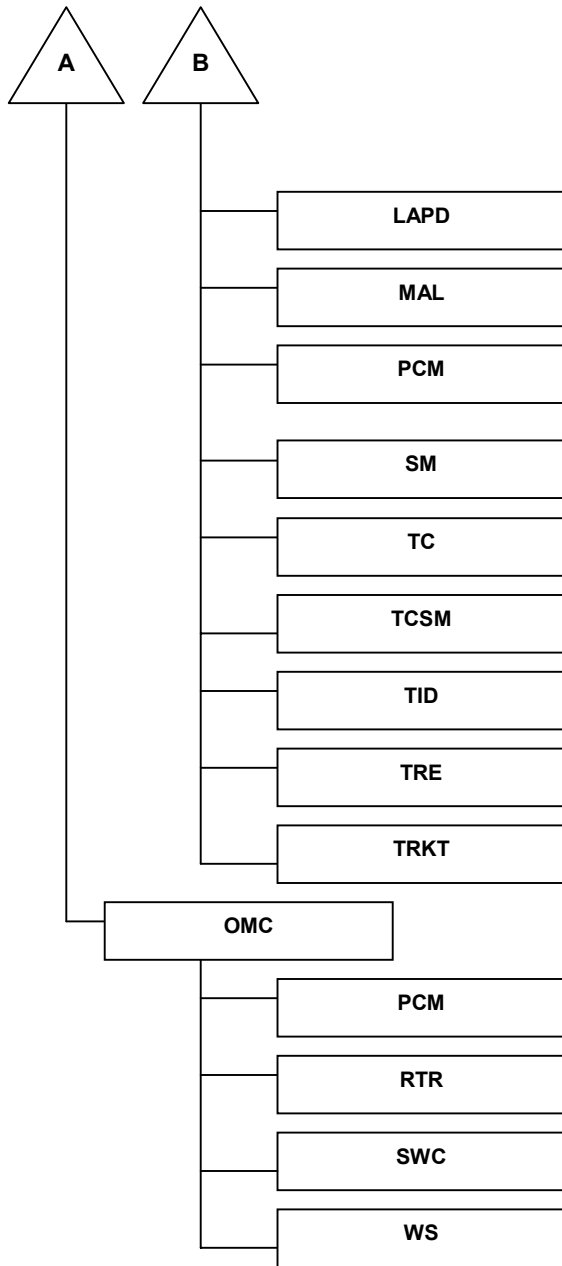 A
B
LAPD
MAL
PCM
SM
TC
TCSM
TID
TRE
TRKT
OMC
PCM
RTR
SWC
WS